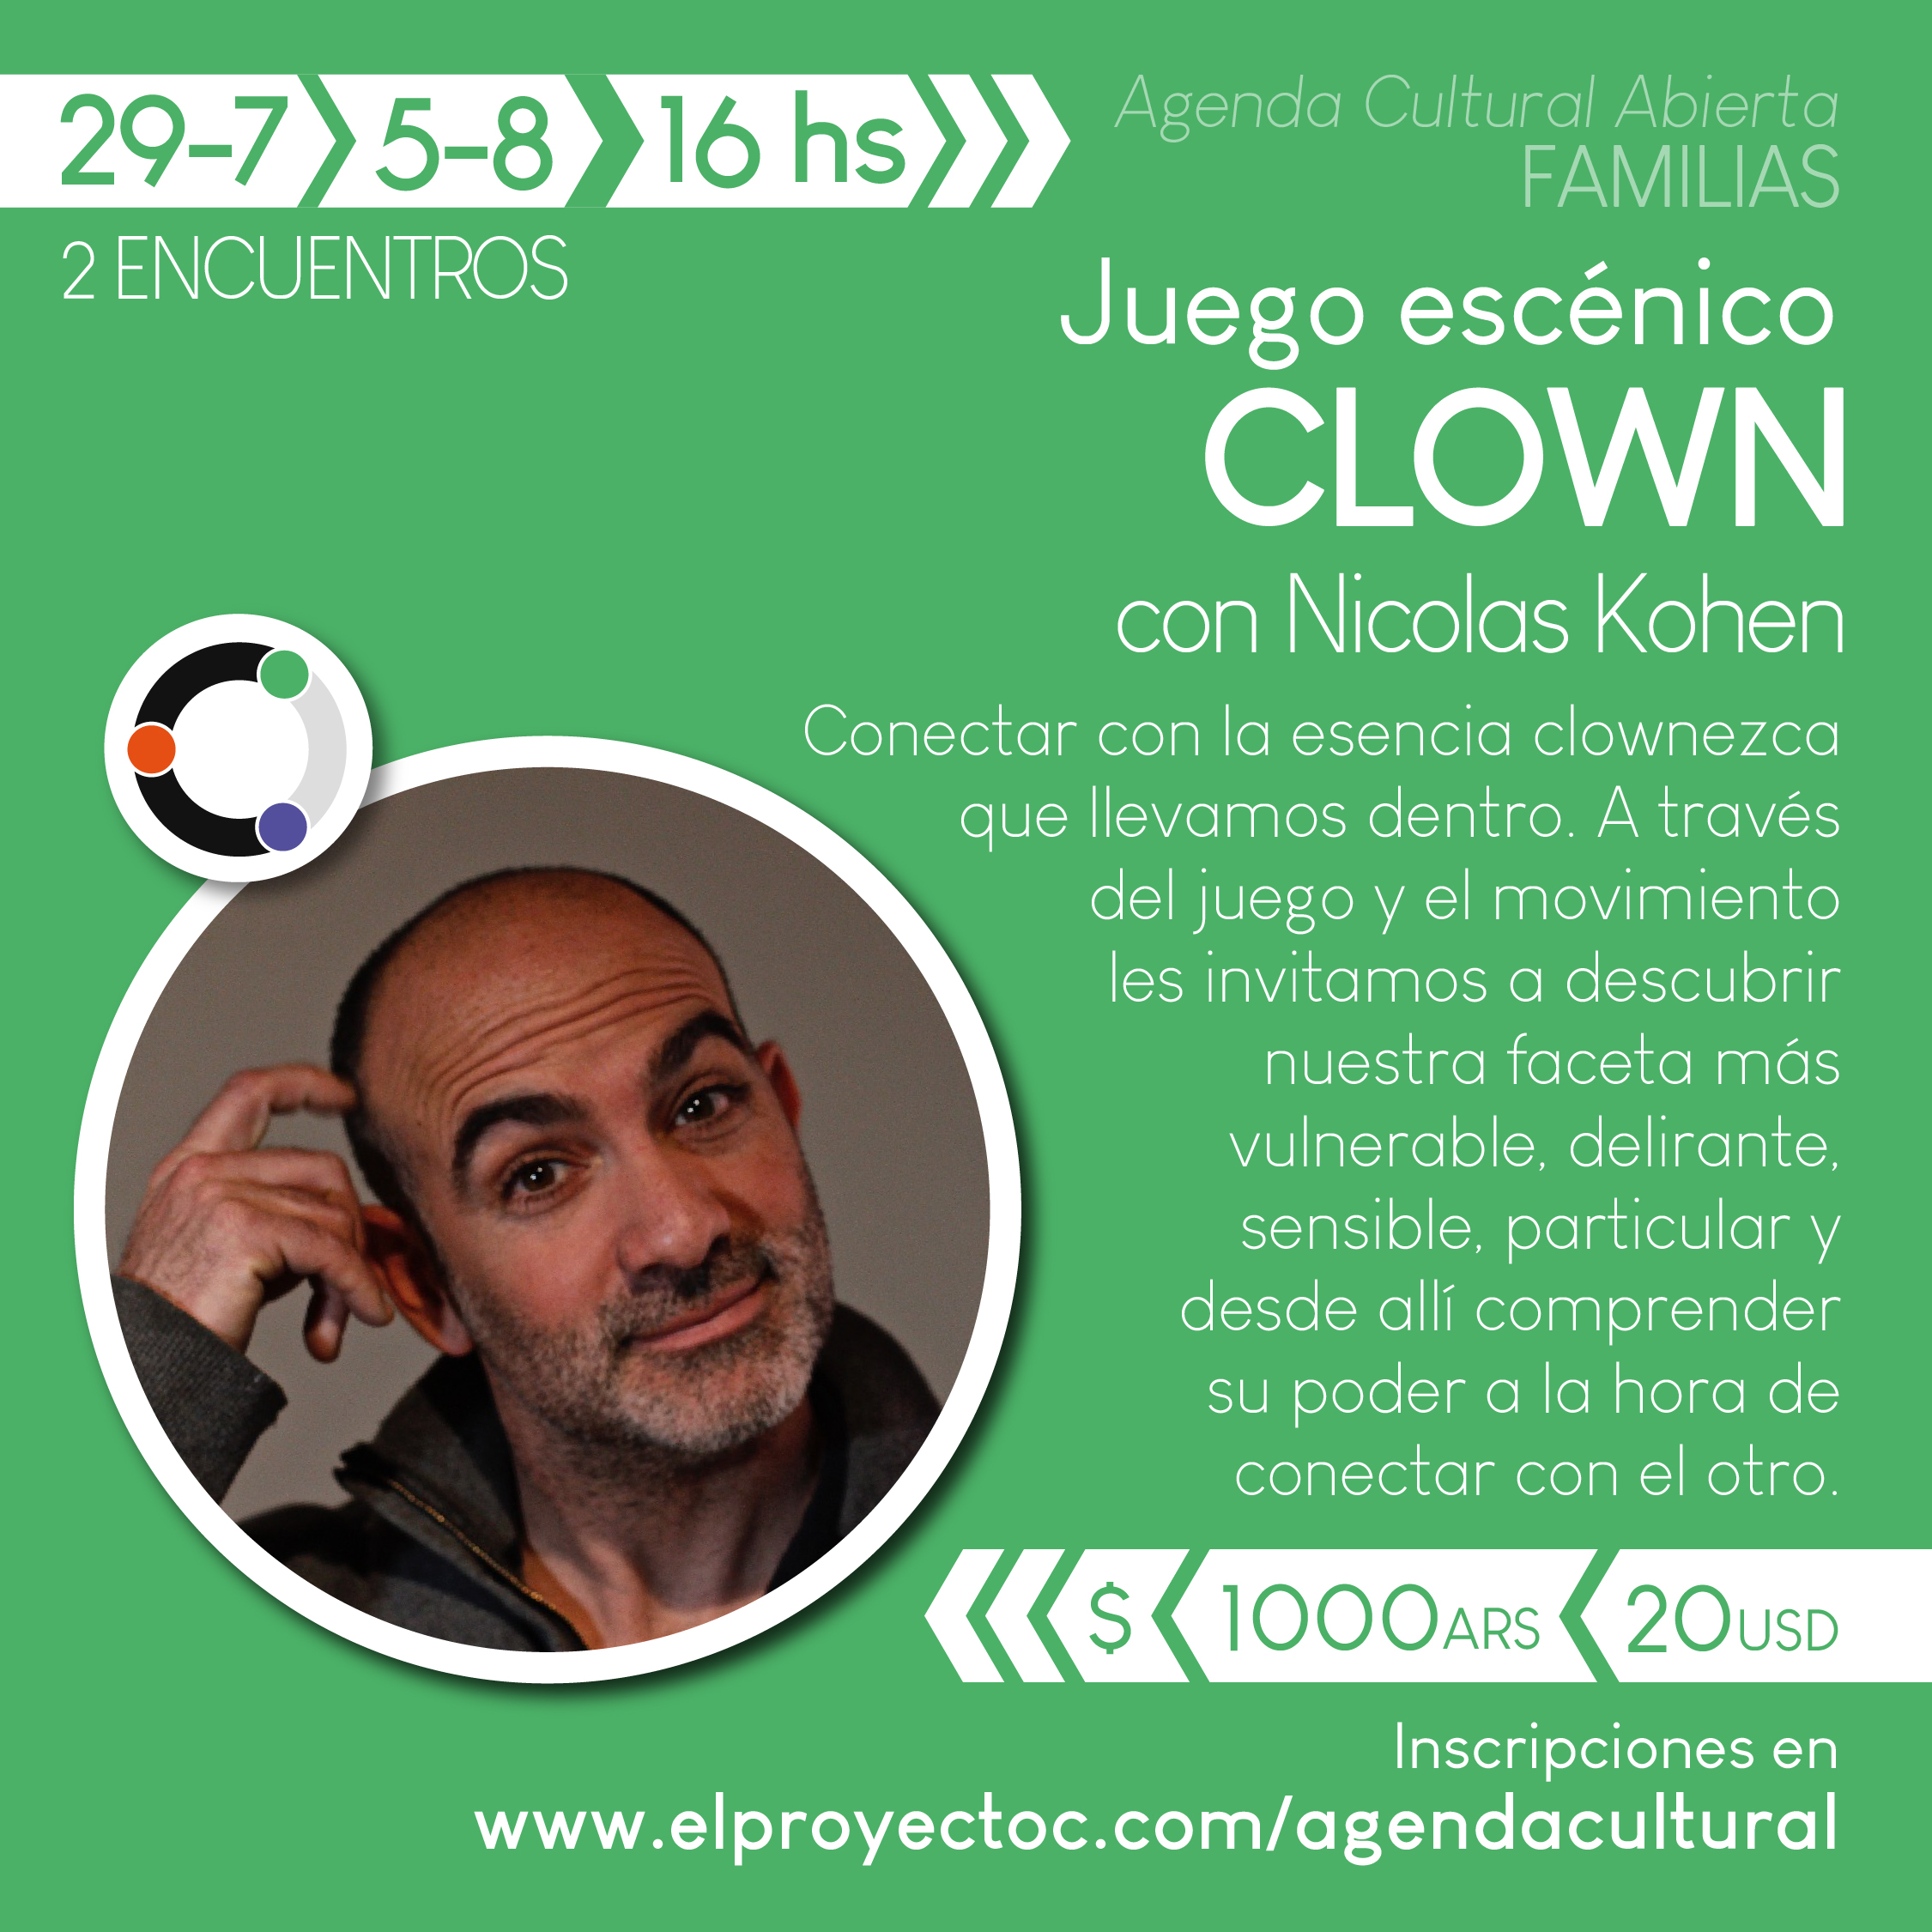 29-7 5-8 16 hs
Agenda Cultural Abierta
FAMILIAS
2 ENCUENTROS
Juego escénico
CLOWN
con Nicolas Kohen
Conectar con la esencia clownezca
que llevamos dentro. A través
del juego y el movimiento
les invitamos a descubrir
nuestra faceta más
vulnerable, delirante,
sensible, particular y
desde allí comprender
su poder a la hora de
conectar con el otro.
$ 1000ARS 20USD
Inscripciones en
www.elproyectoc.com/agendacultural